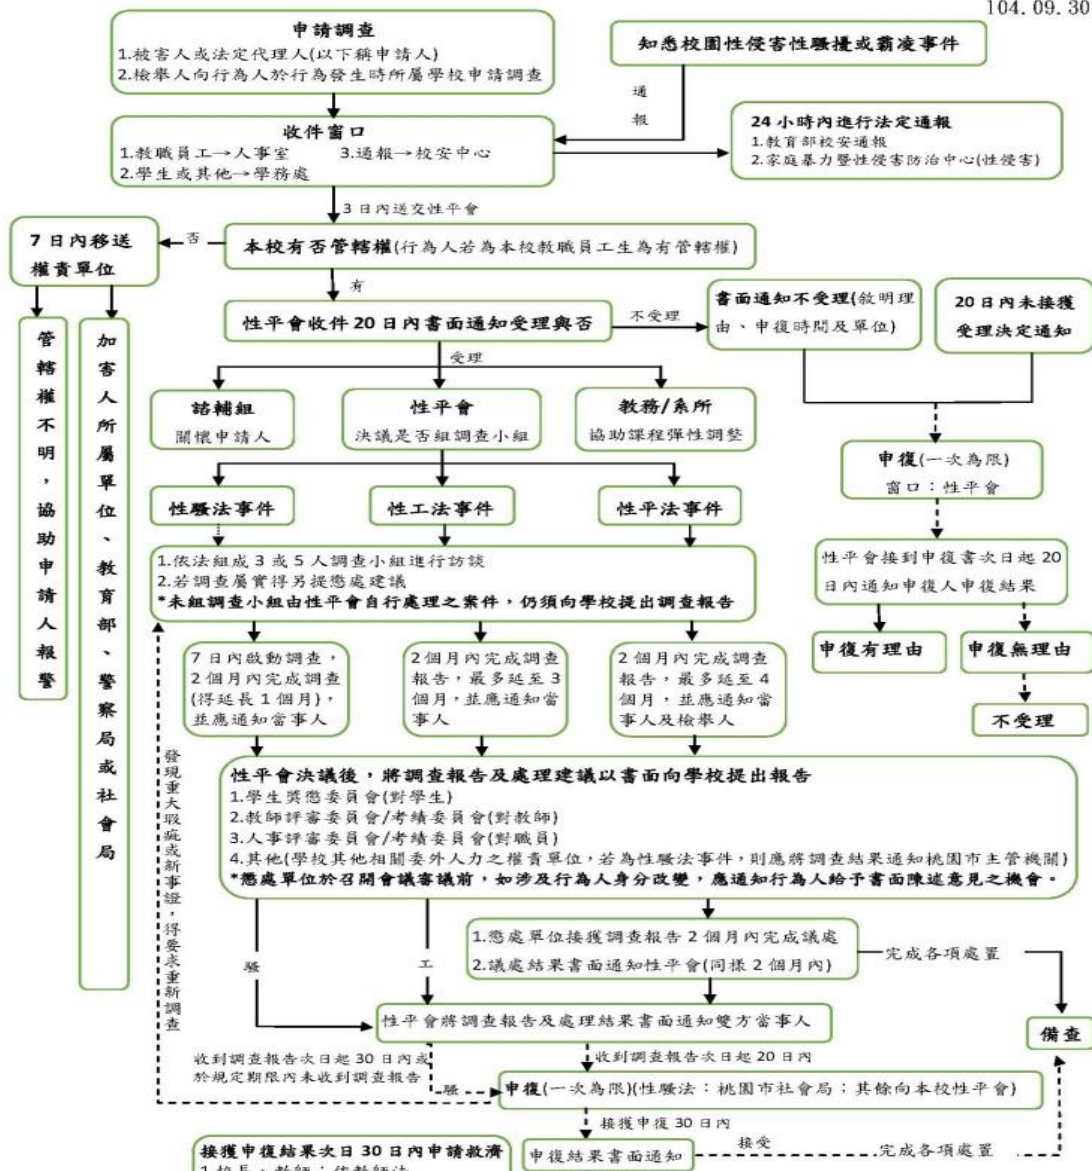 104.09.30
申請調查
1.被害人或法定代理人(以下稱申請人)
2.檢舉人向行為人於行為發生時所屬學校申請調查
知悉校園性侵害性騷擾或霸凌事件
通報
收件窗口
1.教職員工→人事室 3.通報→校安中心
2.學生或其他→學務處
24小時內進行法定通報
1.教育部校安通報
2.家庭暴力暨性侵害防治中心(性侵害)
3日內送交性平會
7日內移送
權責單位
否
本校有否管轄權(行為人若為本校教職員工生為有管轄權)
有
性平會收件20日內書面通知受理與否
不受理
書面通知不受理(敘明理
由、申復時間及單位)
20日內未接獲
受理決定通知
管轄權不明，協助申請人報警
加害人所屬單位、教育部、警察局或社會局
受理
諮輔組
關懷申請人
性平會
決議是否組調查小組
教務/系所
協助課程彈性調整
申復(一次為限)
窗口：性平會
性騷法事件
性工法事件
性平法事件
1.依法組成3或5人調查小組進行訪談
2.若調查屬實得另提懲處建議
*未組調查小組由性平會自行處理之案件，仍須向學校提出調查報告
性平會接到申復書次日起20
日內通知申復人申復結果
申復有理由
申復無理由
不受理
7日內啟動調查，
2個月內完成調查
(得延長1個月)，
並應通知當事人
2個月內完成調查
報告，最多延至3
個月，並應通知當
事人
2個月內完成調查
報告，最多延至4
個月，並應通知當
事人及檢舉人
發現重大瑕疵或新事證，得要求重新調查
性平會決議後，將調查報告及處理建議以書面向學校提出報告
1.學生獎懲委員會(對學生)
2.教師評審委員會/考績委員會(對教師)
3.人事評審委員會/考績委員會(對職員)
4.其他(學校其他相關委外人力之權責單位，若為性騷法事件，則應將調查結果通知桃園市主管機關)
*懲處單位於召開會議審議前，如涉及行為人身分改變，應通知行為人給予書面陳述意見之機會。
騷
工
1.懲處單位接獲調查報告2個月內完成議處
2.議處結果書面通知性平會(同樣2個月內)
完成各項處置
性平會將調查報告及處理結果書面通知雙方當事人
備查
收到調查報告次日起30日內或
於規定期限內未收到調查報告
收到調查報告次日起20日內
騷
申復(一次為限)(性騷法：桃園市社會局；其餘向本校性平會)
接獲申復30日內
接獲申復結果次日30日內申請救濟
1.校長、教師：依教師法
申復結果書面通知
接受
完成各項處置